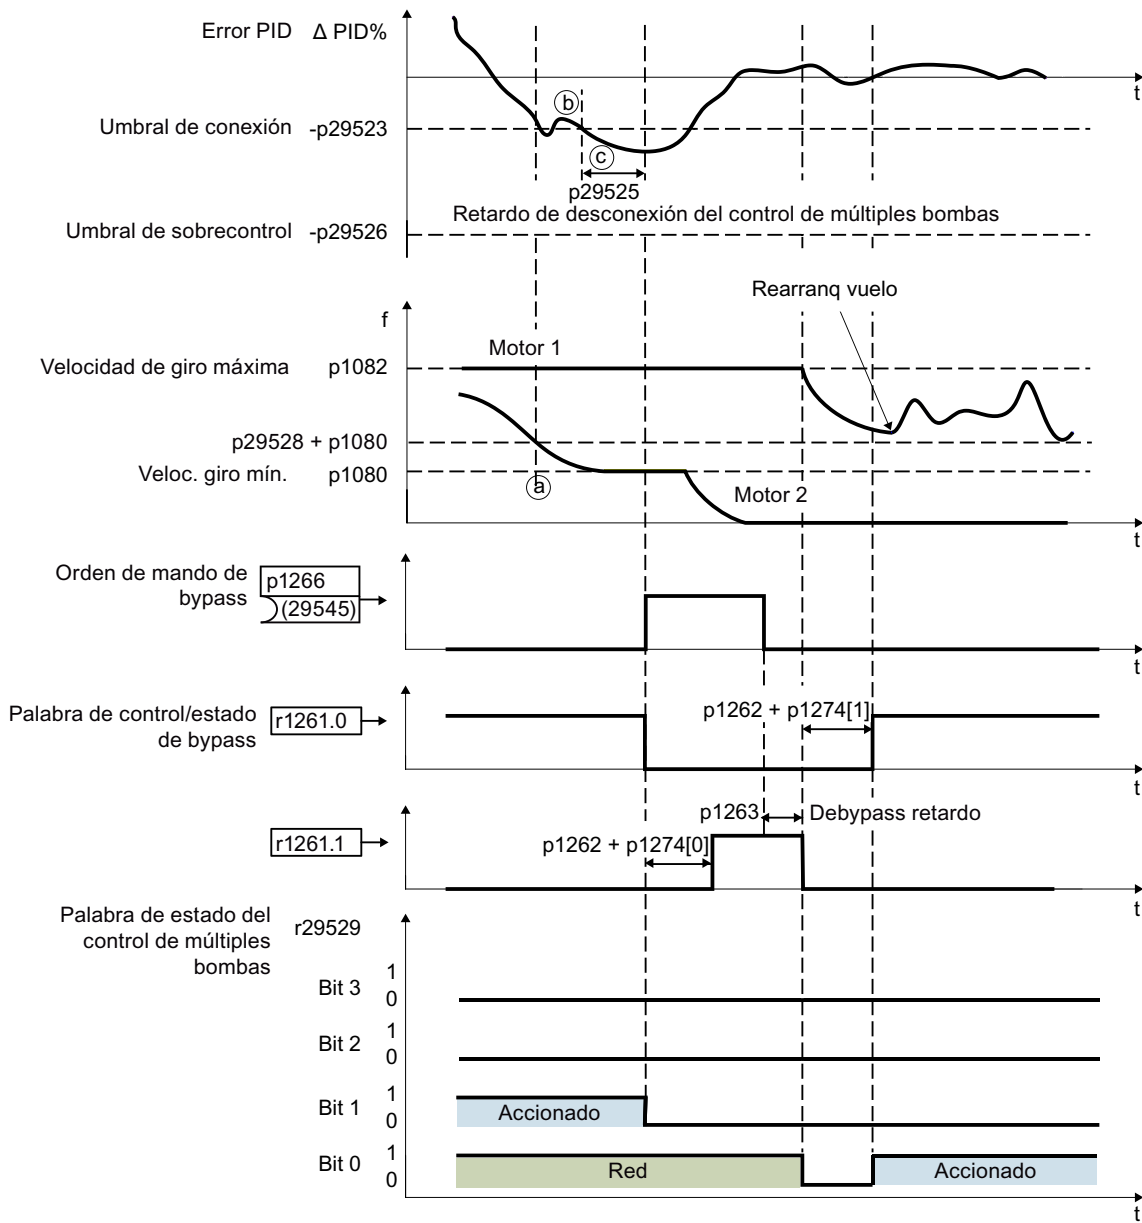 Error PID Δ PID%
t
ⓑ
Umbral de conexión -p29523
ⓒ
p29525
Retardo de desconexión del control de múltiples bombas
Umbral de sobrecontrol -p29526
Rearranq vuelo
f
Motor 1
Velocidad de giro máxima p1082
p29528 + p1080
Veloc. giro mín. p1080
ⓐ
Motor 2
t
Orden de mando de
bypass
p1266
(29545)
t
Palabra de control/estado
de bypass
r1261.0
p1262 + p1274[1]
t
p1263
Debypass retardo
r1261.1
p1262 + p1274[0]
t
Palabra de estado del
control de múltiples
bombas
r29529
Bit 3 1
0
Bit 2 1
0
Bit 1 1
0
Accionado
Bit 0 1
0
Red
Accionado
t